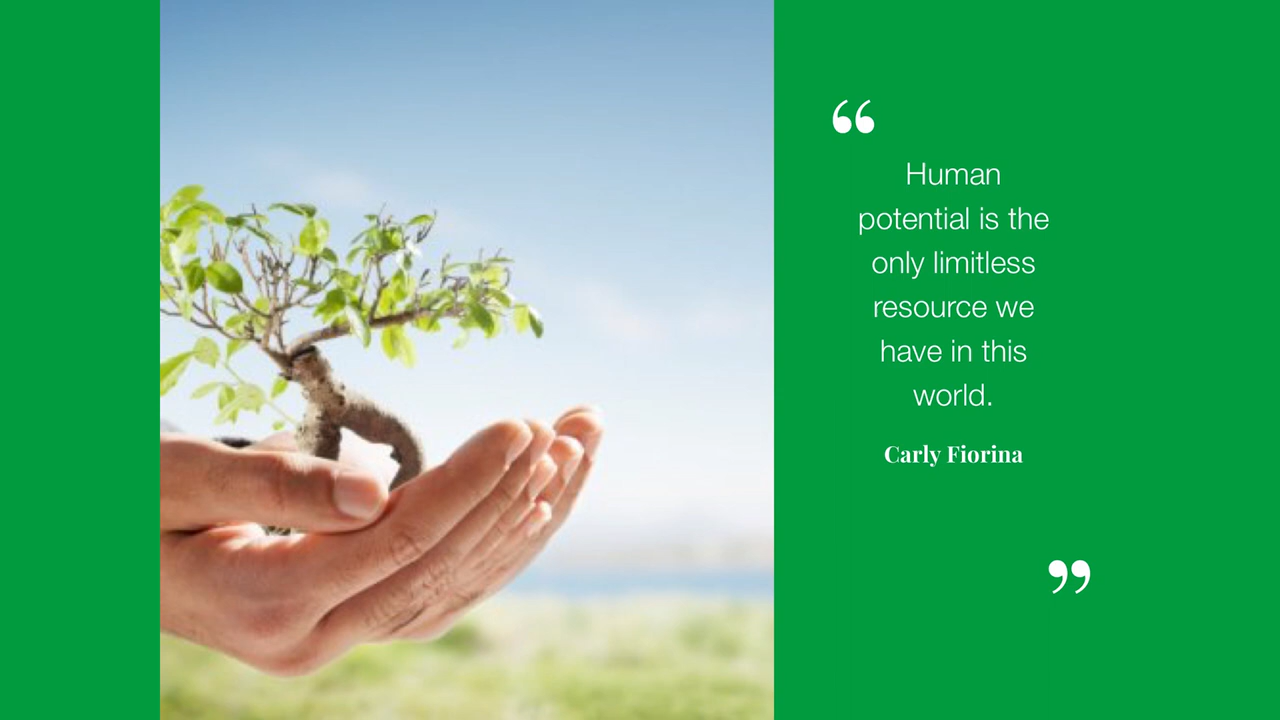 “
Human
potential is the
only limitless
resource we
have in this
world.
Carly Fiorina
”